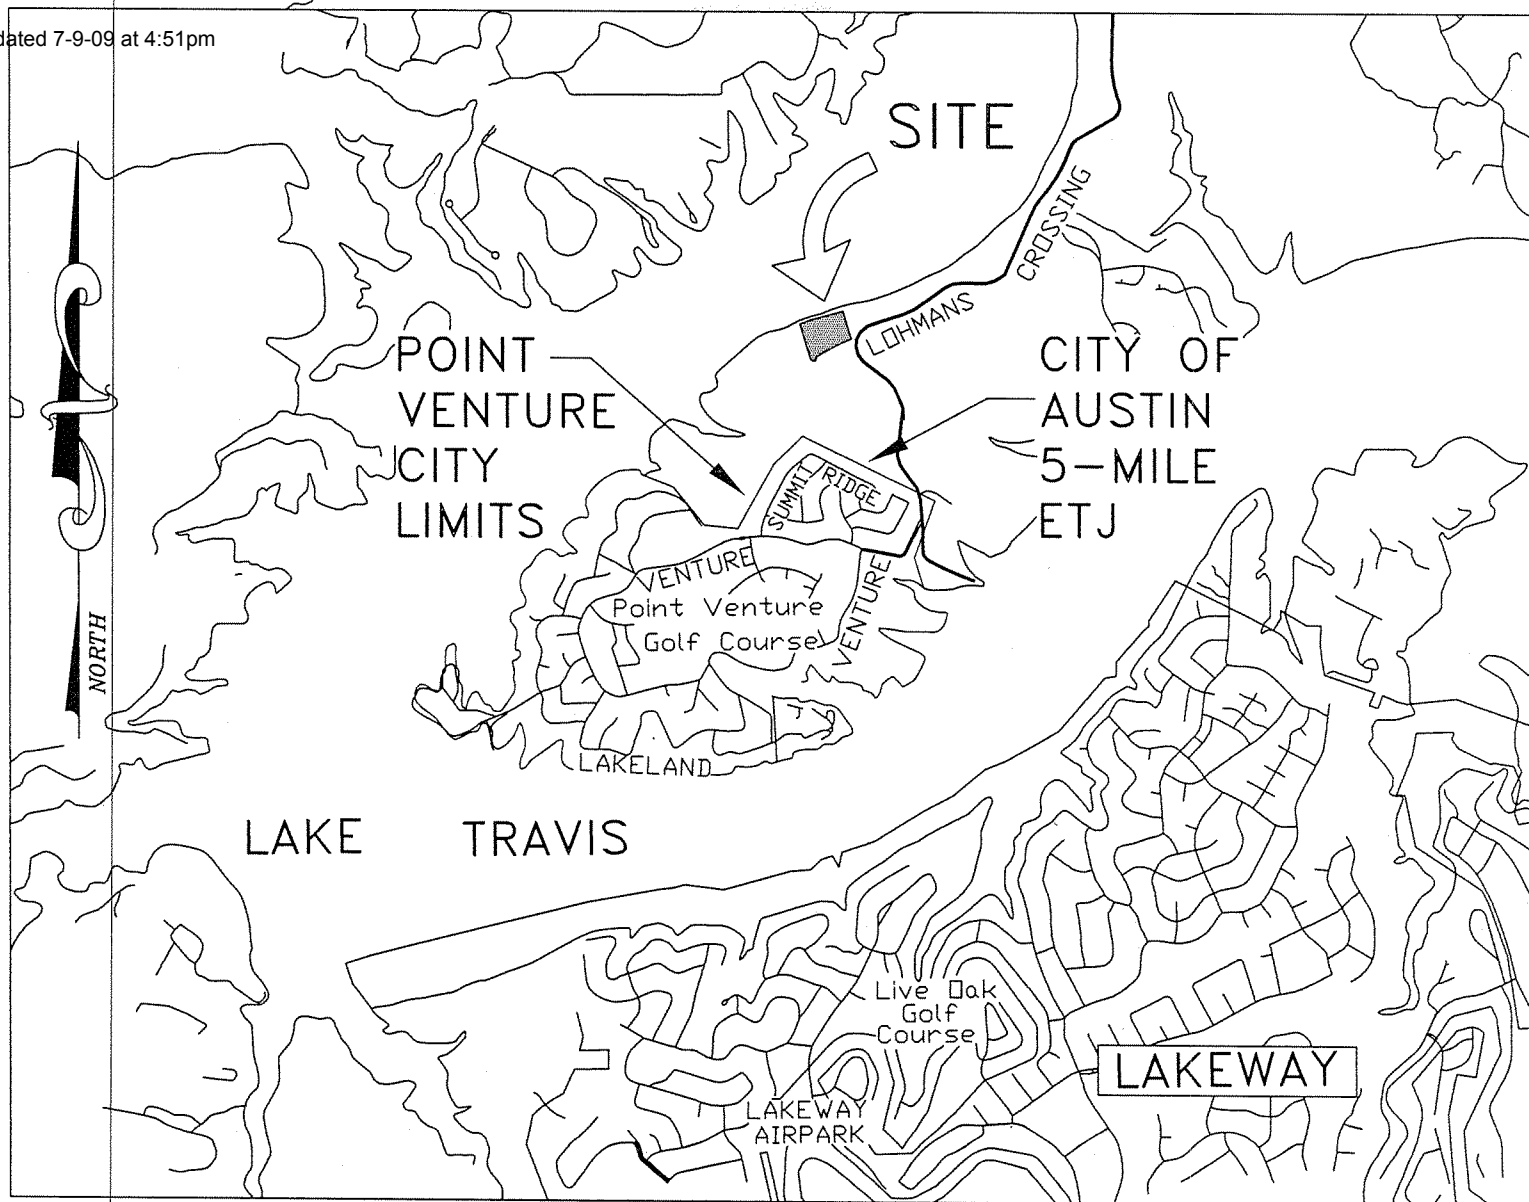 dated 7-9-09 at 4:51pm
SITE
LOHMANS CROSSING
POINT
VENTURE
CITY
LIMITS
CITY OF
AUSTIN
5-MILE
ETJ
SUMMIT RIDGE
VENTURE
VENTURE
Point Venture
Golf Course
NORTH
LAKELAND
LAKE TRAVIS
Live Oak
Golf
Course
LAKEWAY
LAKEWAY
AIRPARK